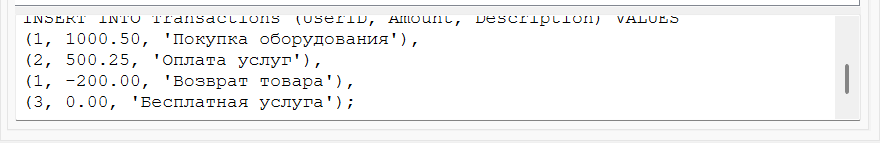 INSERT INTO Transactions (UserID, Amount, Description) VALUES
(1, 1000.50, 'Покупка оборудования'),
(2, 500.25, 'Оплата услуг'),
(1, -200.00, 'Возврат товара'),
(3, 0.00, 'Бесплатная услуга');